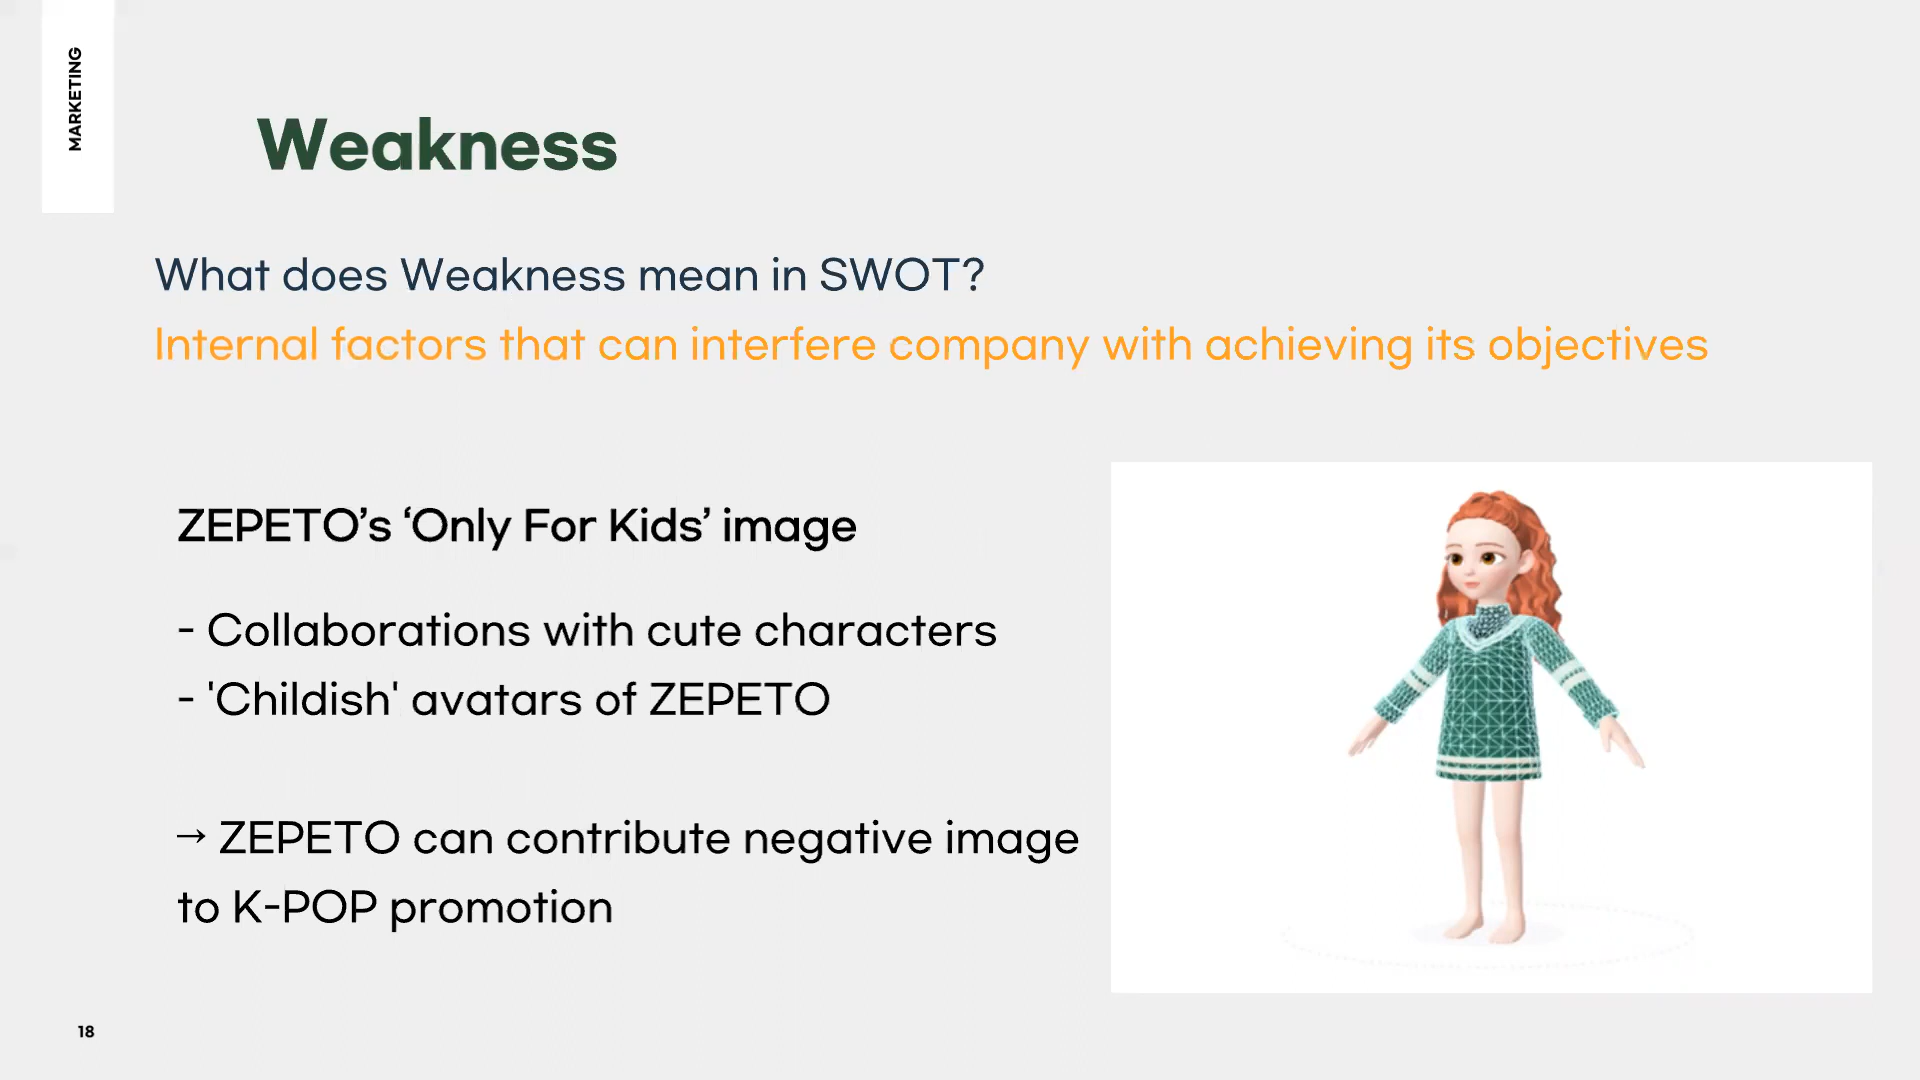 MARKETING
Weakness
What does Weakness mean in SWOT?
Internal factors that can interfere company with achieving its objectives
ZEPETO’s ‘Only For Kids’ image
- Collaborations with cute characters
- 'Childish' avatars of ZEPETO
→ ZEPETO can contribute negative image
to K-POP promotion
18